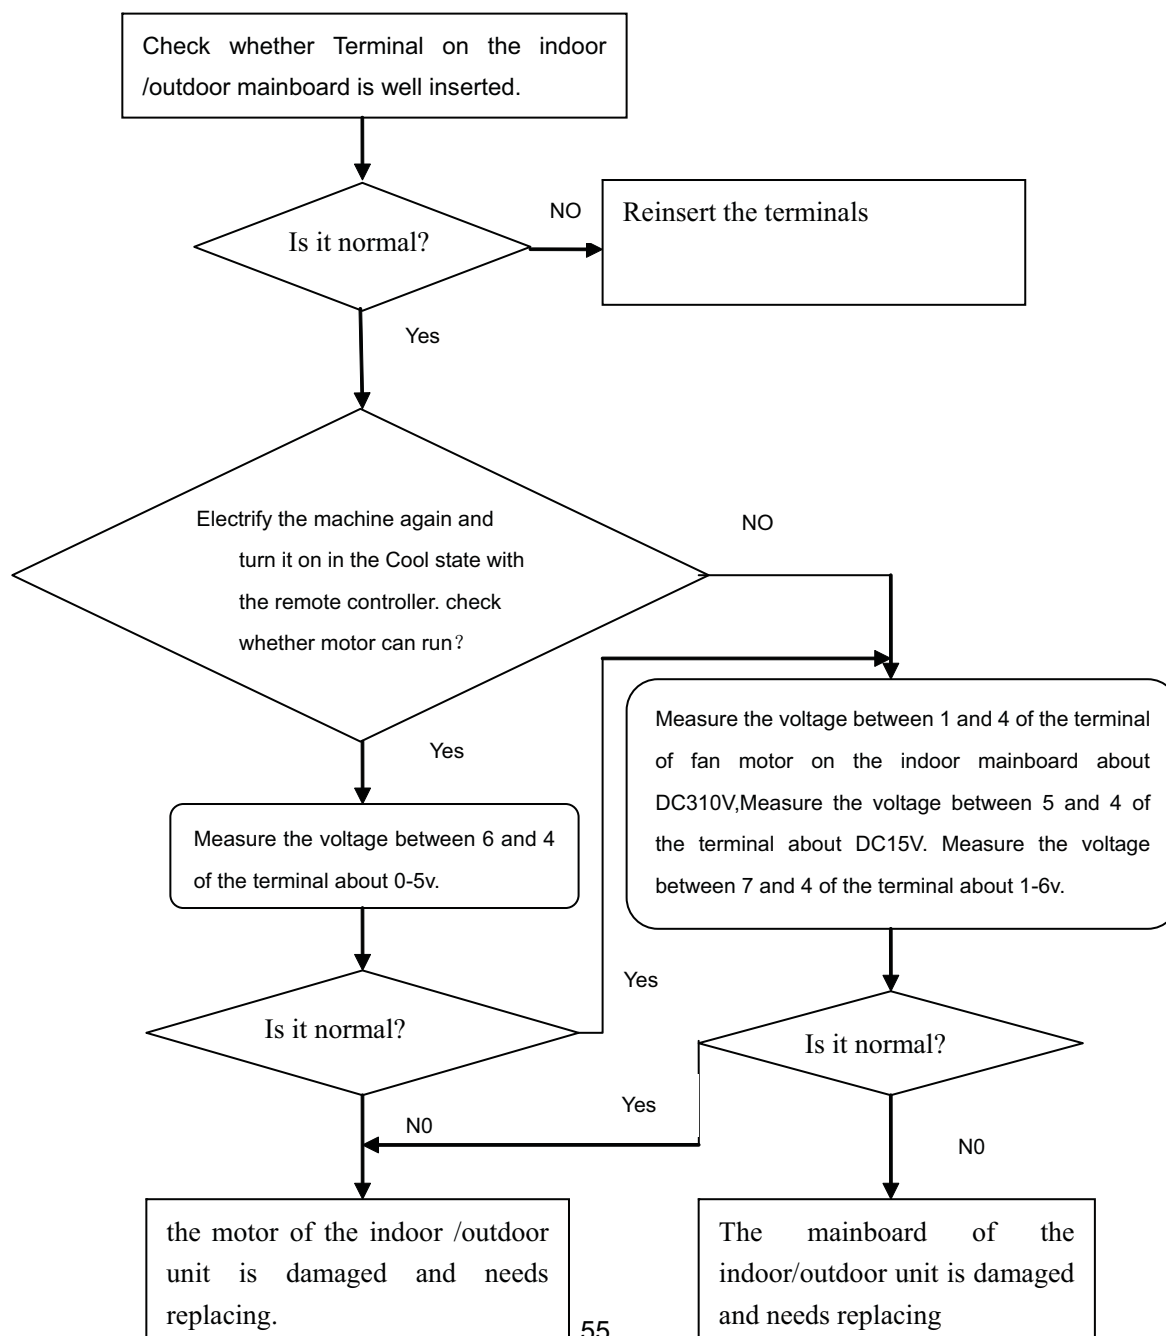 Check whether Terminal on the indoor
/outdoor mainboard is well inserted.
Is it normal?
NO
Reinsert the terminals
Yes
Electrify the machine again and
turn it on in the Cool state with
the remote controller. check
whether motor can run？
NO
Yes
Measure the voltage between 6 and 4
of the terminal about 0-5v.
Measure the voltage between 1 and 4 of the terminal
of fan motor on the indoor mainboard about
DC310V,Measure the voltage between 5 and 4 of
the terminal about DC15V. Measure the voltage
between 7 and 4 of the terminal about 1-6v.
Is it normal?
Yes
Is it normal?
Yes
N0
N0
the motor of the indoor /outdoor
unit is damaged and needs
replacing.
The mainboard of the
indoor/outdoor unit is damaged
and needs replacing
55